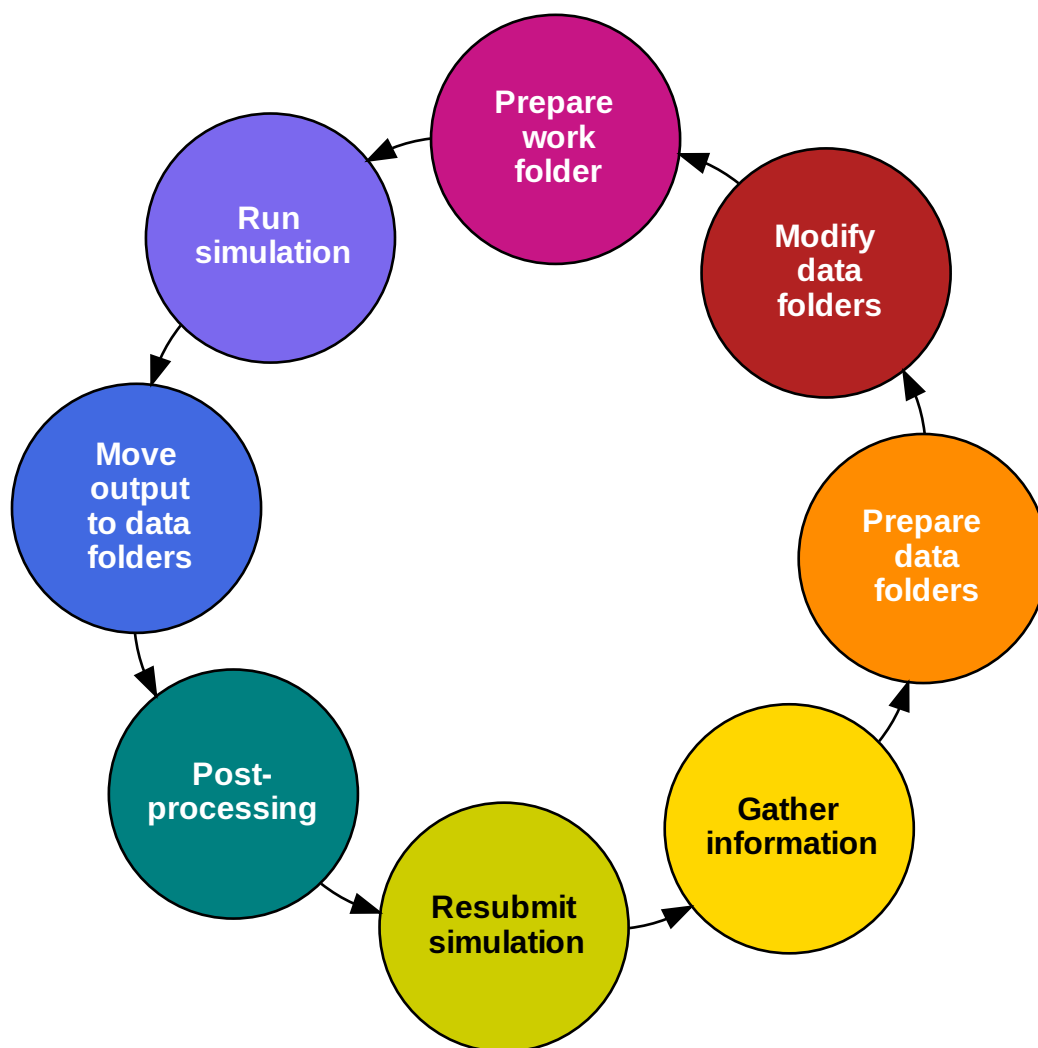 Prepare
work
folder
Run
simulation
Modify
data
folders
Move
output
to data
folders
Prepare
data
folders
Post-
processing
Gather
information
Resubmit
simulation